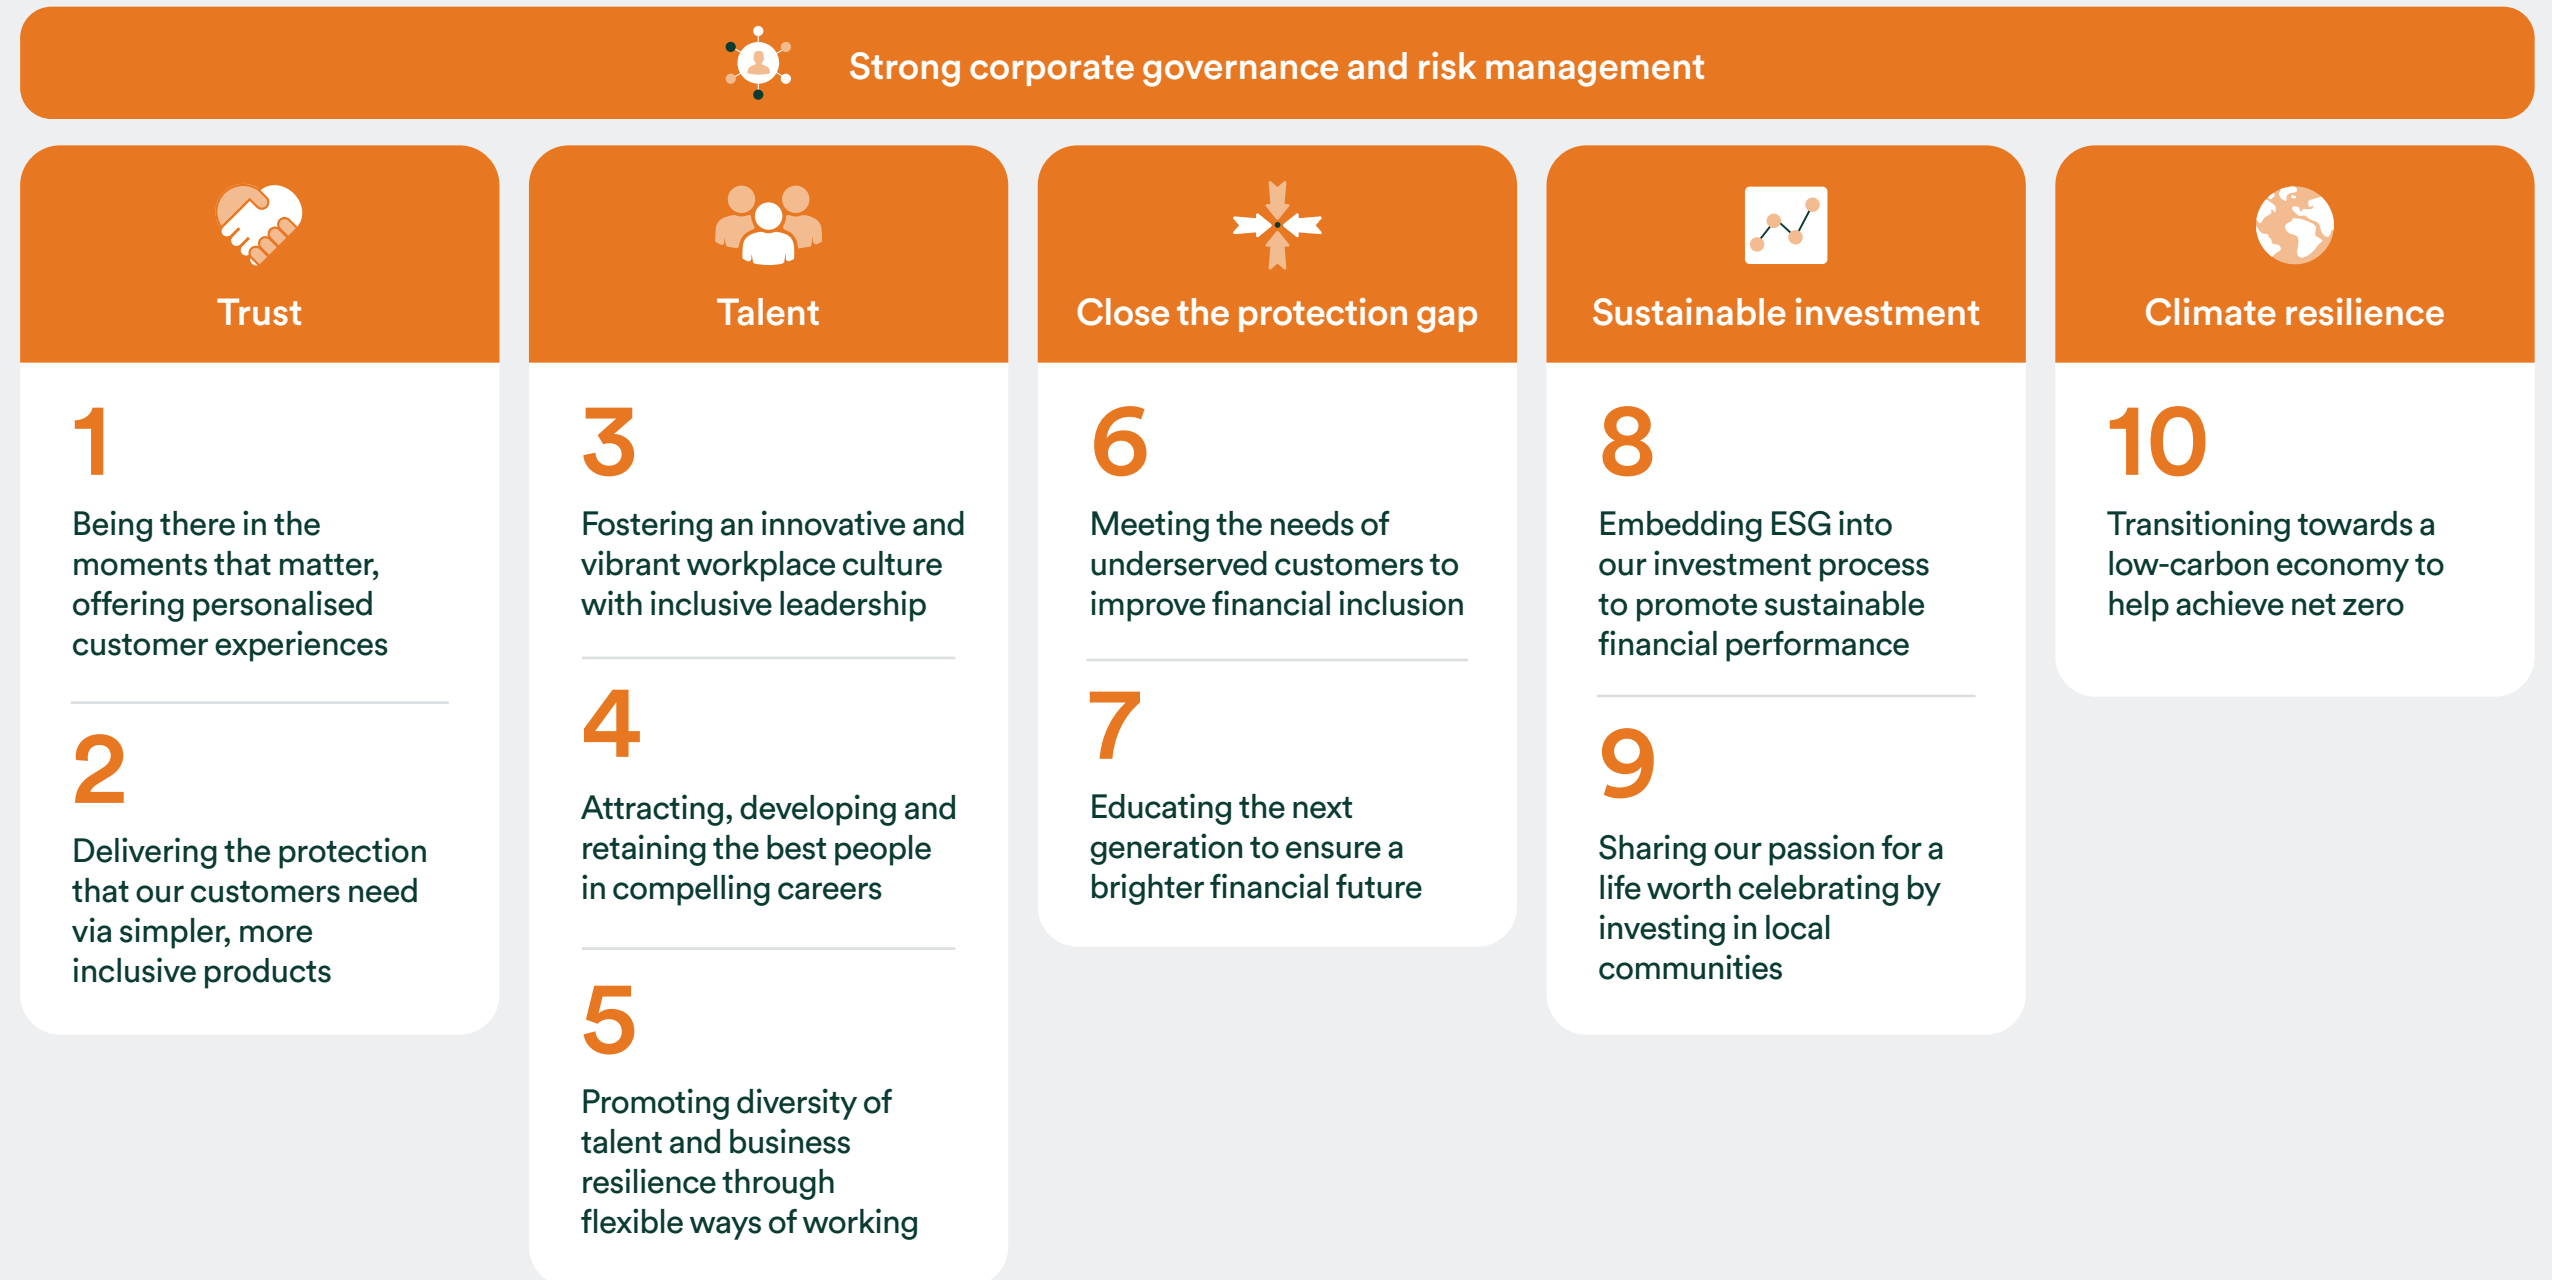 Strong corporate governance and risk management
Trust
1
Being there in the
moments that matter,
offering personalised
customer experiences
2
Delivering the protection
that our customers need
via simpler, more
inclusive products
Talent
3
Fostering an innovative and
vibrant workplace culture
with inclusive leadership
4
Attracting, developing and
retaining the best people
in compelling careers
5
Promoting diversity of
talent and business
resilience through
flexible ways of working
Close the protection gap
6
Meeting the needs of
underserved customers to
improve financial inclusion
7
Educating the next
generation to ensure a
brighter financial future
Sustainable investment
8
Embedding ESG into
our investment process
to promote sustainable
financial performance
9
Sharing our passion for a
life worth celebrating by
investing in local
communities
Climate resilience
10
Transitioning towards a
low-carbon economy to
help achieve net zero